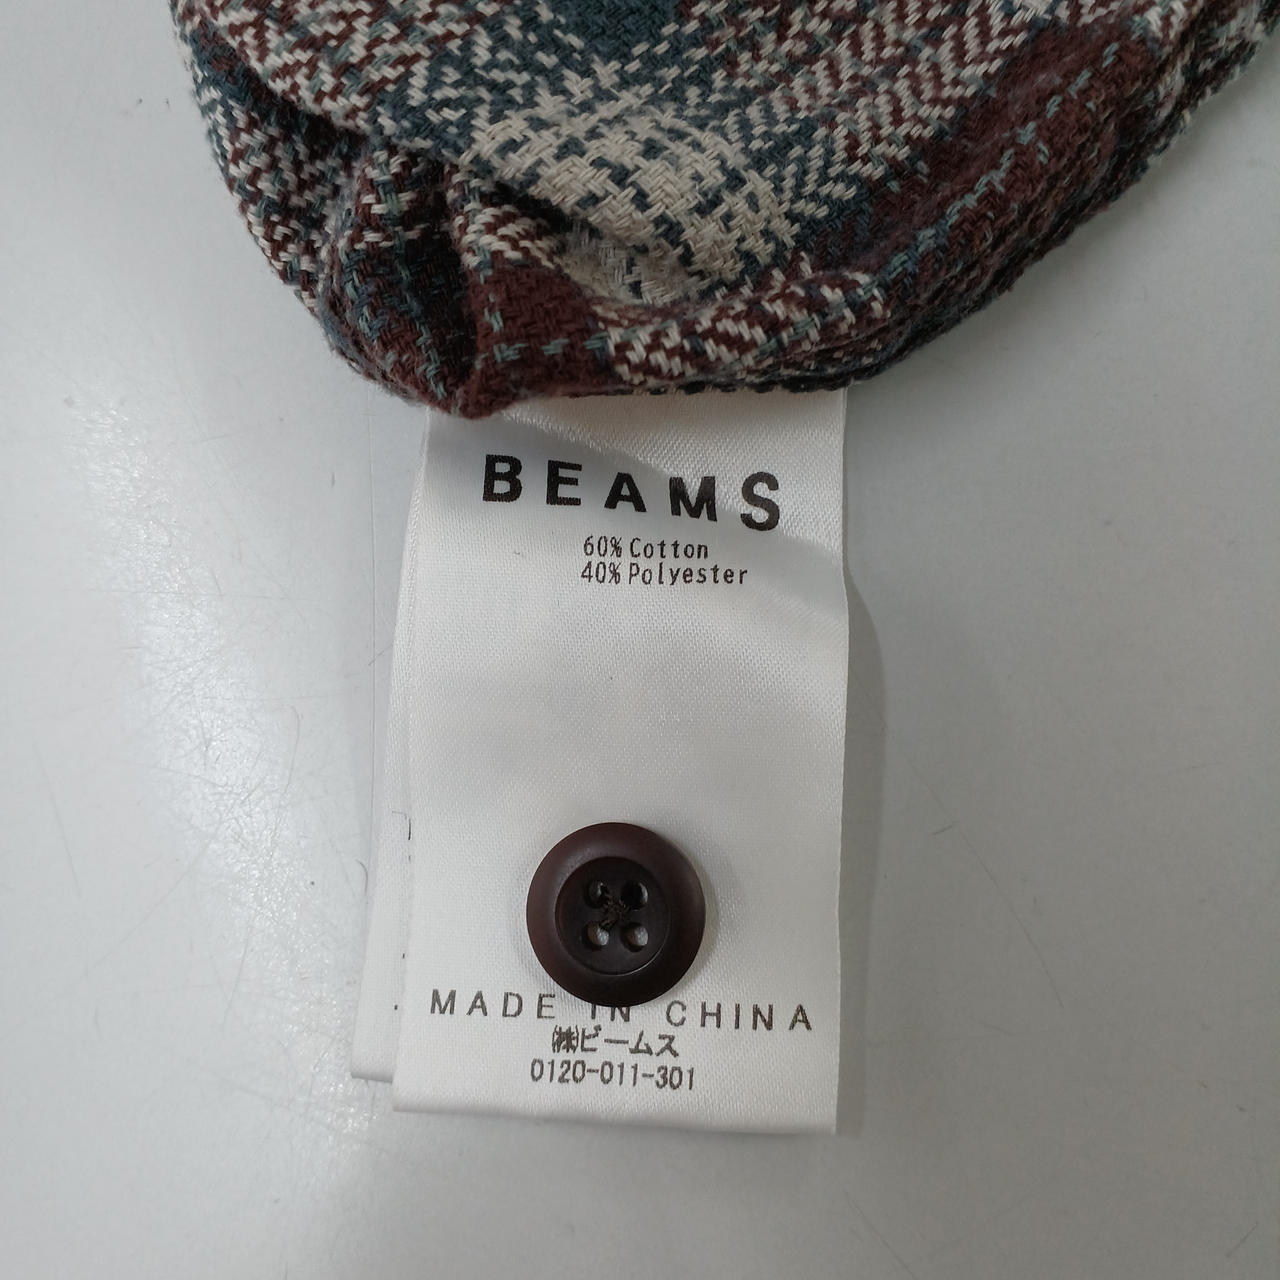 BEAMS
60% Cotton
40% Polyester
MADE IN CHINA
㈱ビームス
0120-011-301